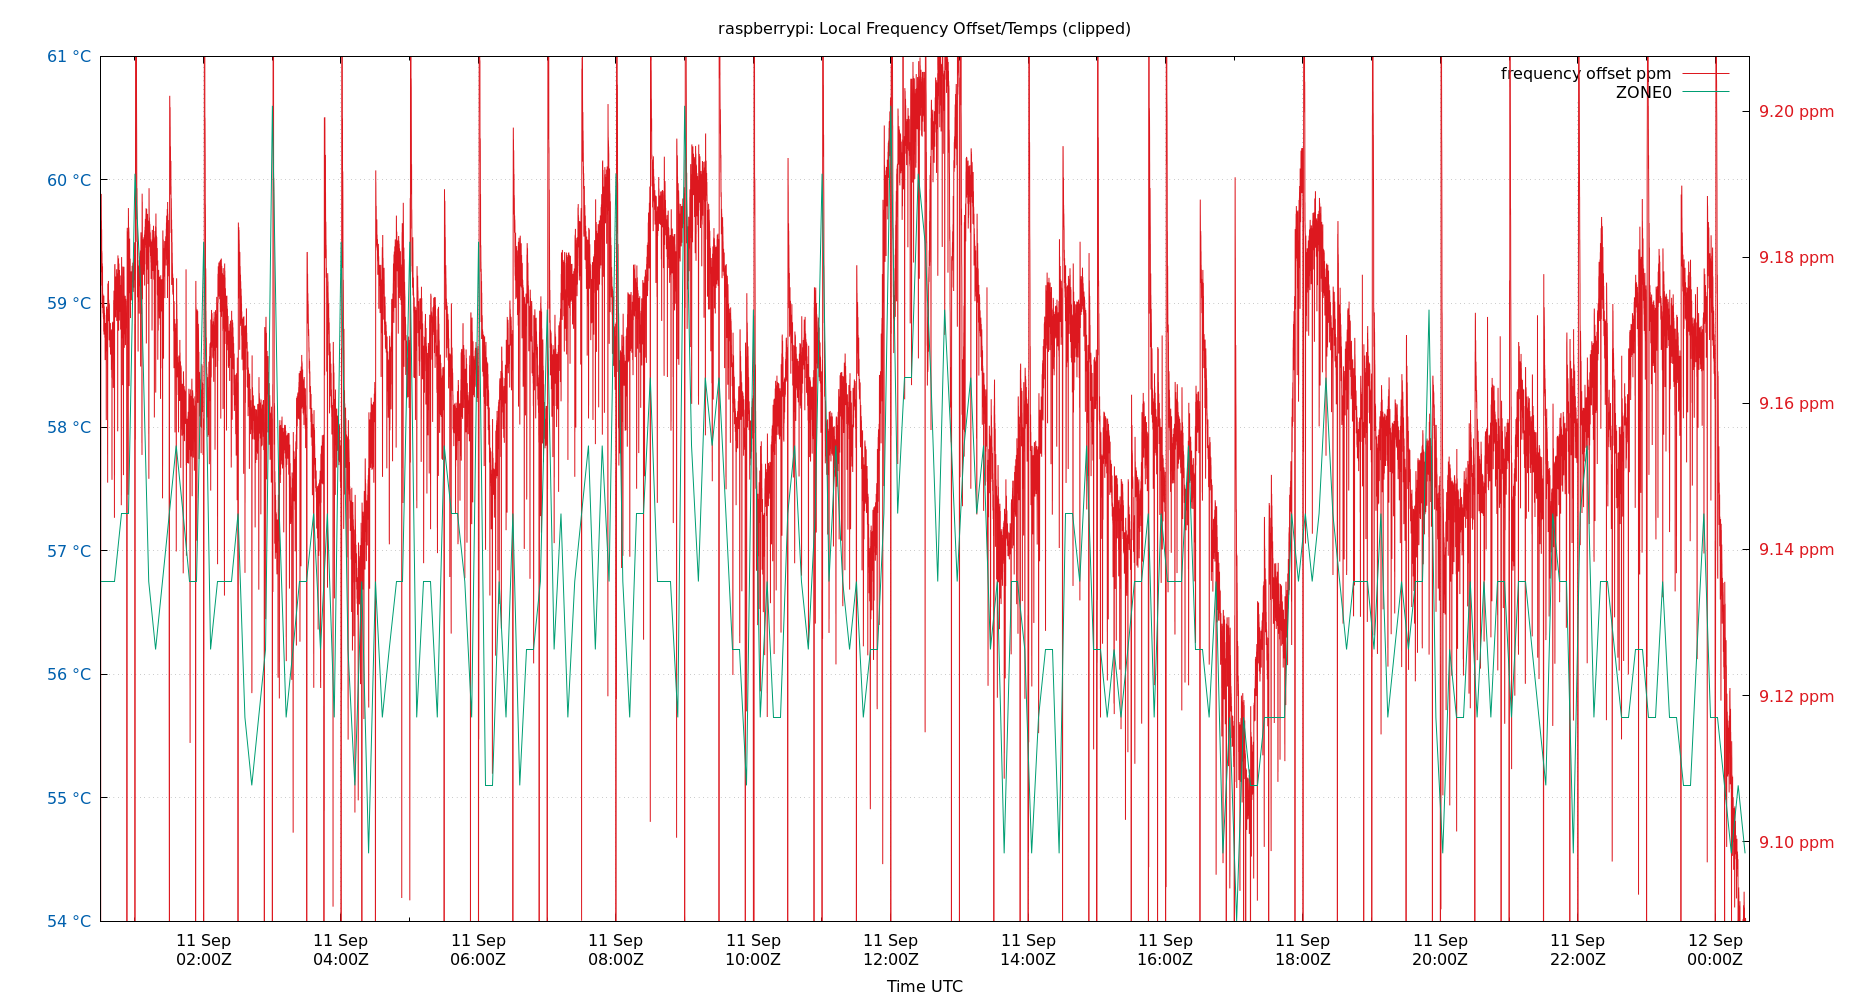 raspberrypi: Local Frequency Offset/Temps (clipped)
61 °C
60 °C
59 °C
58 °C
57 °C
56 °C
55 °C
54 °C
frequency offset ppm
ZONE0
9.20 ppm
9.18 ppm
9.16 ppm
9.14 ppm
9.12 ppm
9.10 ppm
11 Sep 11 Sep 11 Sep 11 Sep 11 Sep 11 Sep 11 Sep 11 Sep 11 Sep 11 Sep 11 Sep 12 Sep
02:00Z 04:00Z 06:00Z 08:00Z 10:00Z 12:00Z 14:00Z 16:00Z 18:00Z 20:00Z 22:00Z 00:00Z
Time UTC